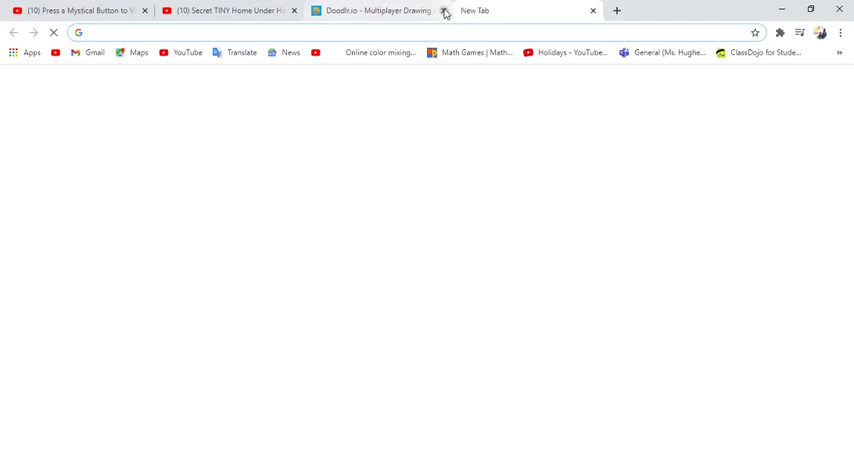 (10) Press a Mystical Button to V (10) Secret TINY Home Under Hi Doodlr.io - Multiplayer Drawing New Tab
Apps Gmail Maps YouTube Translate News Online color mixing... Math Games | Math... Holidays - YouTube... General (Ms. Hughe... ClassDojo for Stude... »